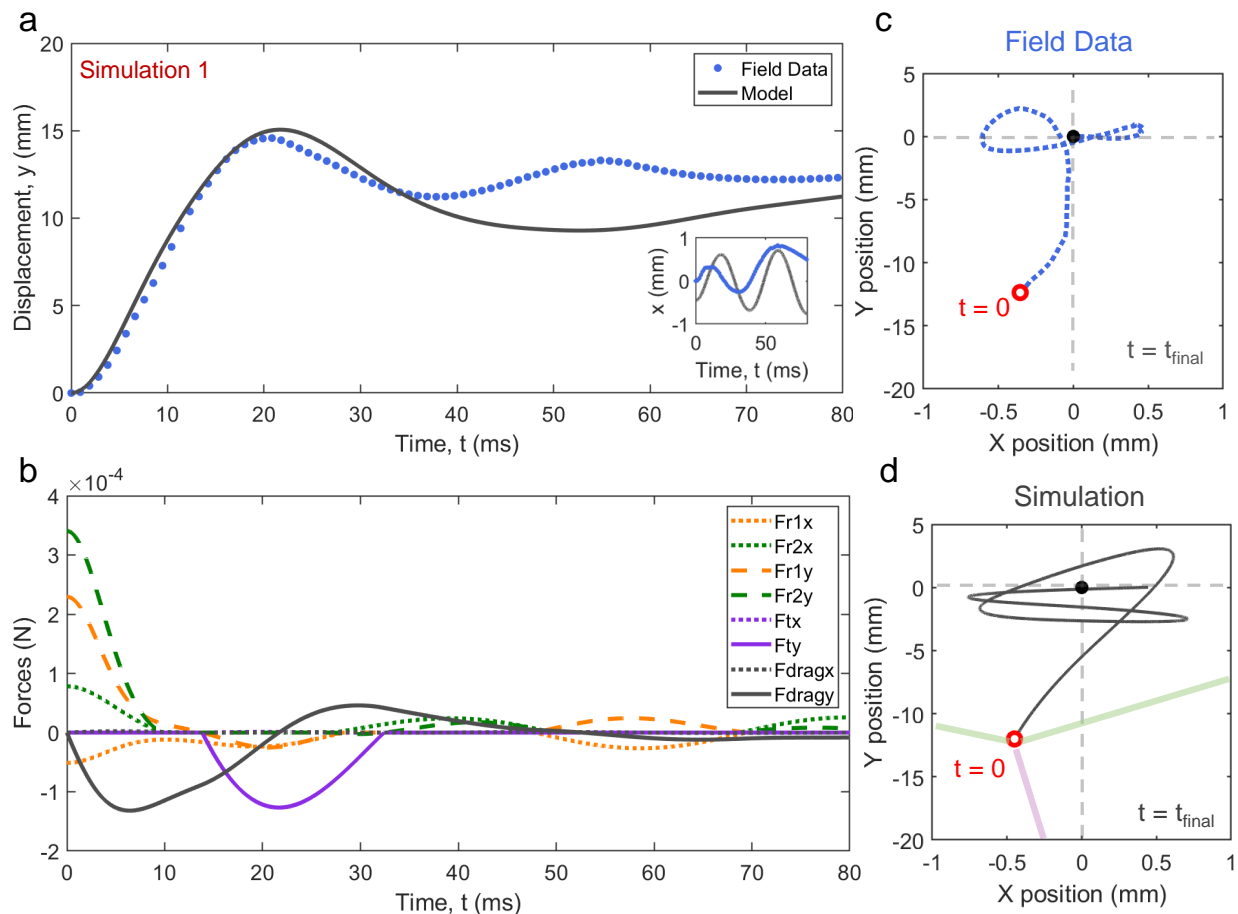 a
Simulation 1
Field Data
Model
20
15
10
5
0
Displacement, y (mm)
0 10 20 30 40 50 60 70 80
Time, t (ms)
1
0
-1
x (mm)
0 50
Time, t (ms)
b
×10⁻⁴
4
3
2
1
0
-1
-2
Forces (N)
Fr1x
Fr2x
Fr1y
Fr2y
Ftx
Fty
Fdragx
Fdragy
0 10 20 30 40 50 60 70 80
Time, t (ms)
c
Field Data
5
0
-5
-10
-15
-20
Y position (mm)
t = 0
t = t_final
-1 -0.5 0 0.5 1
X position (mm)
d
Simulation
5
0
-5
-10
-15
-20
Y position (mm)
t = 0
t = t_final
-1 -0.5 0 0.5 1
X position (mm)